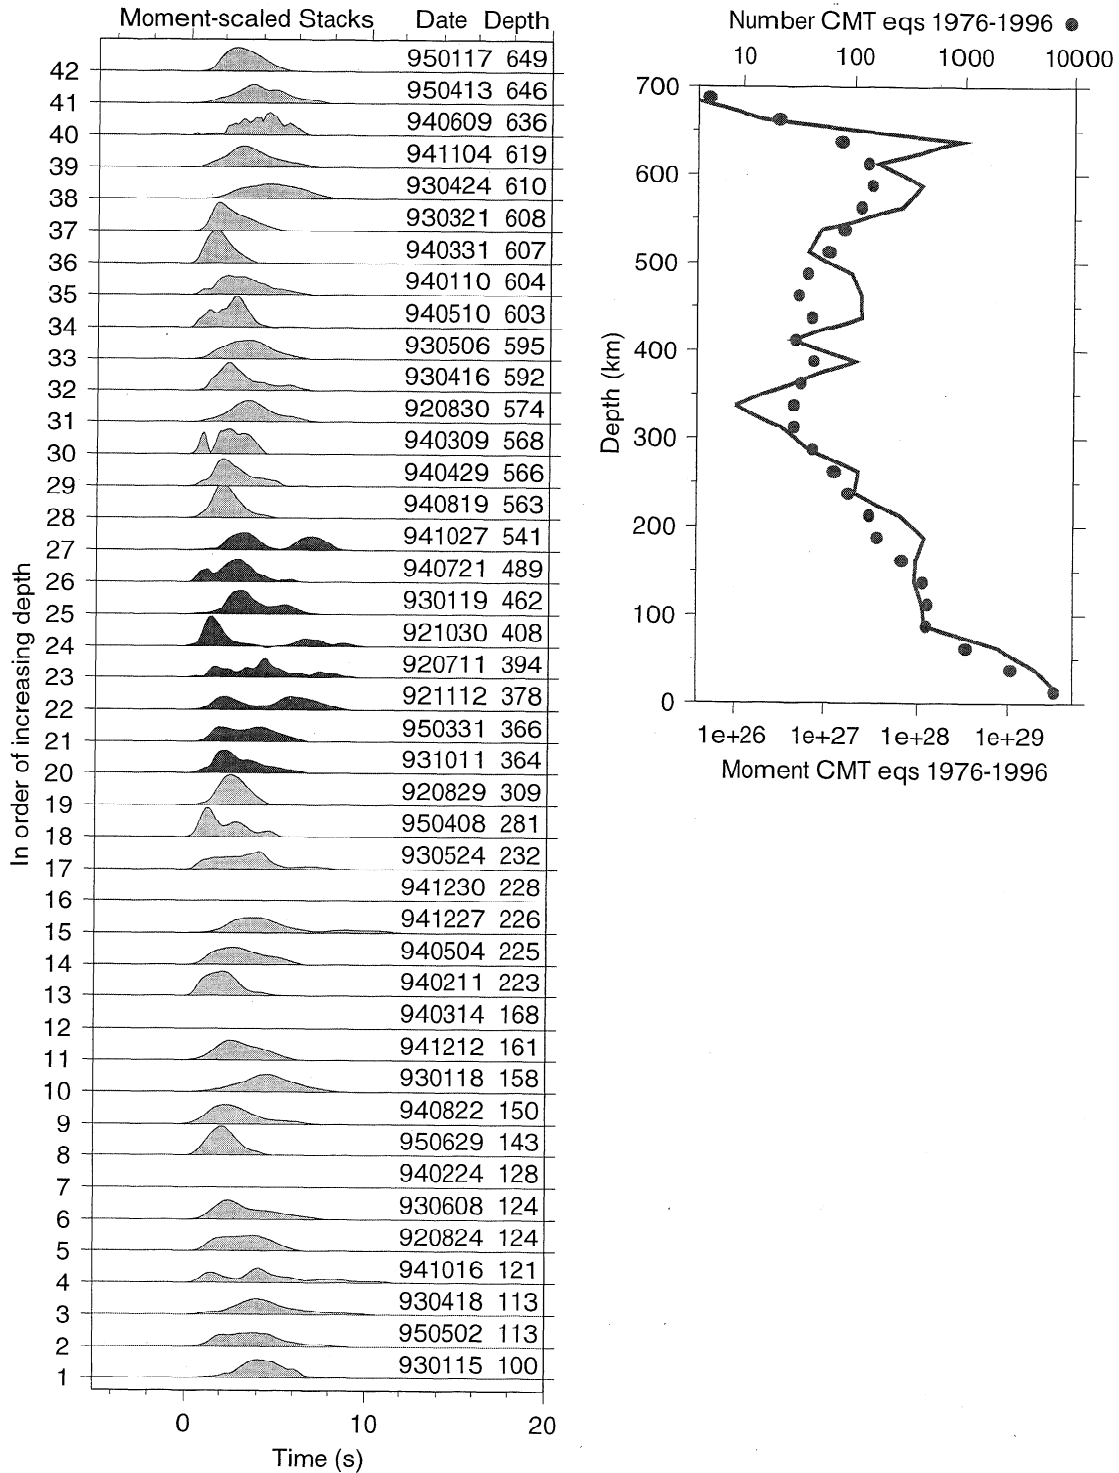 Moment-scaled Stacks Date Depth
42 950117 649
41 950413 646
40 940609 636
39 941104 619
38 930424 610
37 930321 608
36 940331 607
35 940110 604
34 940510 603
33 930506 595
32 930416 592
31 920830 574
30 940309 568
29 940429 566
28 940819 563
27 941027 541
26 940721 489
25 930119 462
24 921030 408
23 920711 394
22 921112 378
21 950331 366
20 931011 364
19 920829 309
18 950408 281
17 930524 232
16 941230 228
15 941227 226
14 940504 225
13 940211 223
12 940314 168
11 941212 161
10 930118 158
9 940822 150
8 950629 143
7 940224 128
6 930608 124
5 920824 124
4 941016 121
3 930418 113
2 950502 113
1 930115 100
0 10 20
Time (s)
In order of increasing depth
Number CMT eqs 1976-1996
10 100 1000 10000
700
600
500
400
300
200
100
0
Depth (km)
1e+26 1e+27 1e+28 1e+29
Moment CMT eqs 1976-1996